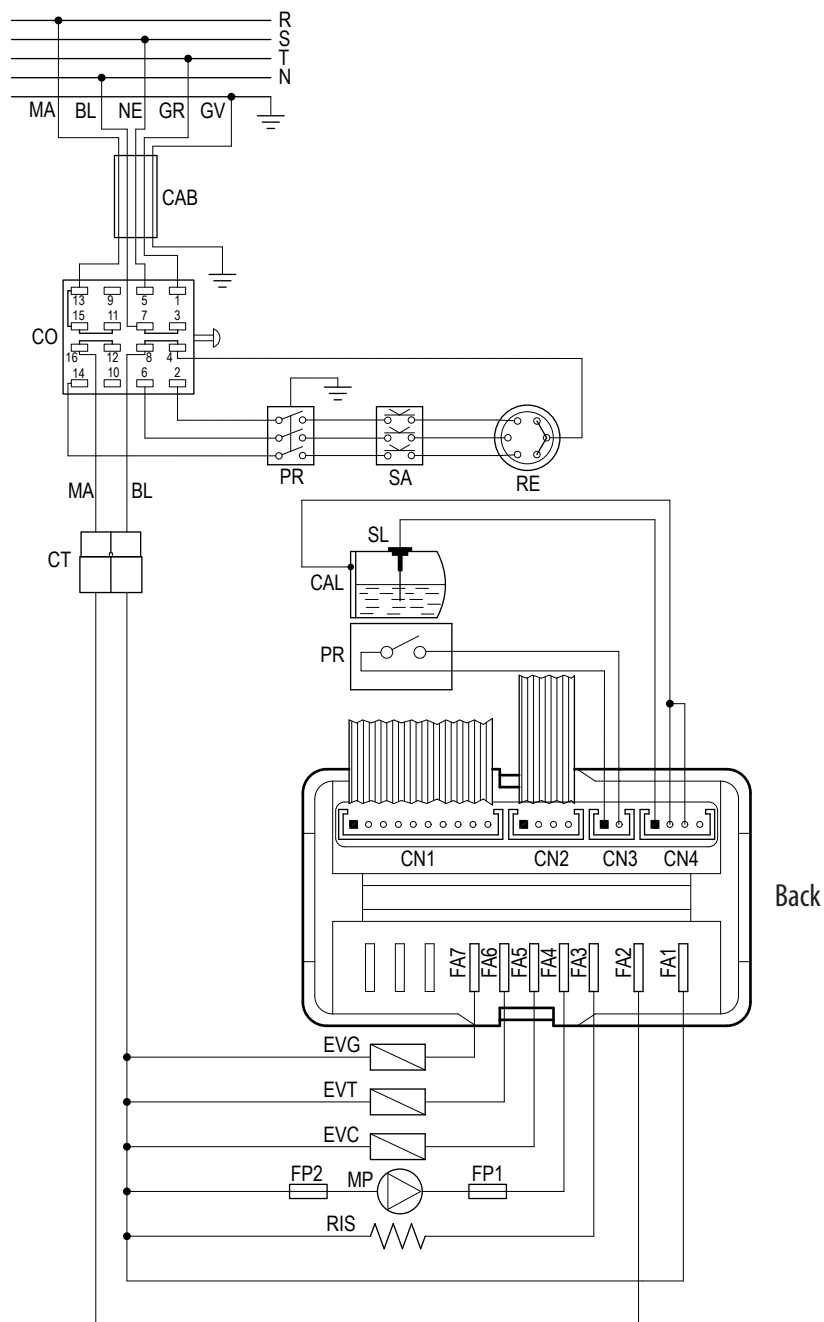 R
S
T
N
MA BL NE GR GV
CAB
CO
13 9 5 1
15 11 7 3
16 12 8 4
14 10 6 2
PR SA RE
MA BL
CT
SL
CAL
PR
CN1 CN2 CN3 CN4
Back
FA7 FA6 FA5 FA4 FA3 FA2 FA1
EVG
EVT
EVC
FP2 MP FP1
RIS